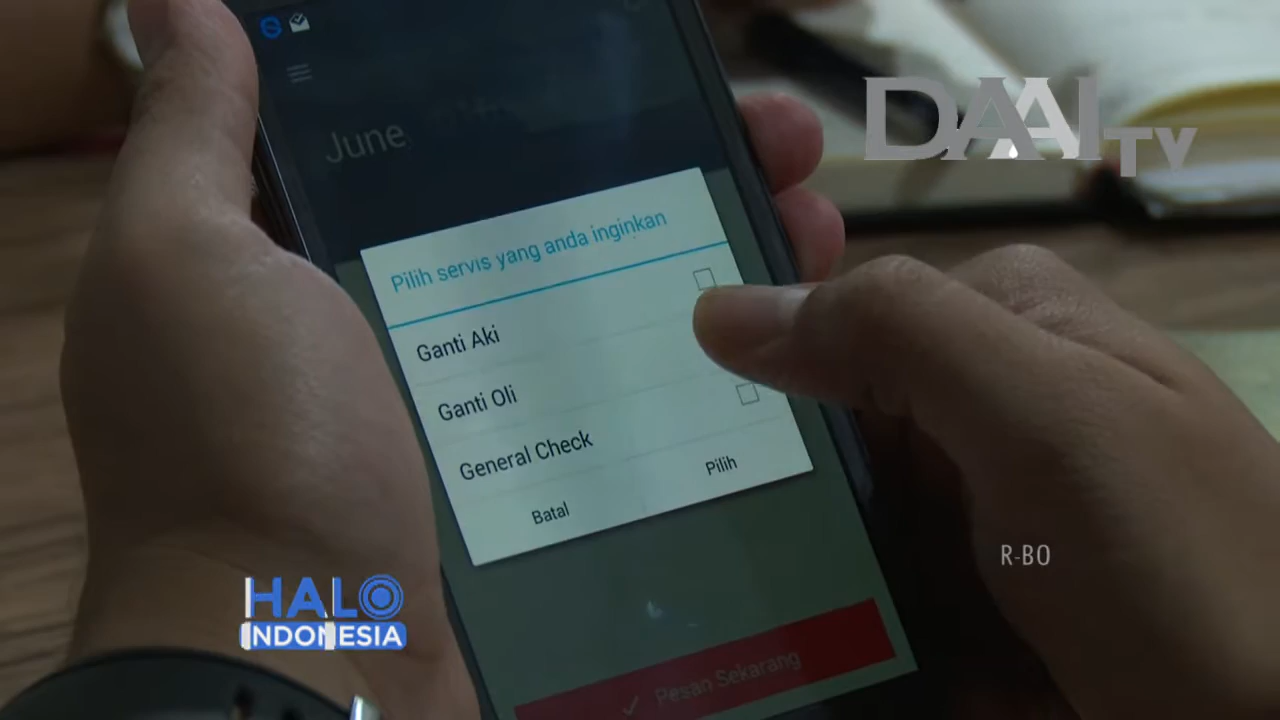 DAAI TV
June
Pilih servis yang anda inginkan
Ganti Aki
Ganti Oli
General Check
Batal
Pilih
Pesan Sekarang
R-BO
HALO
INDONESIA